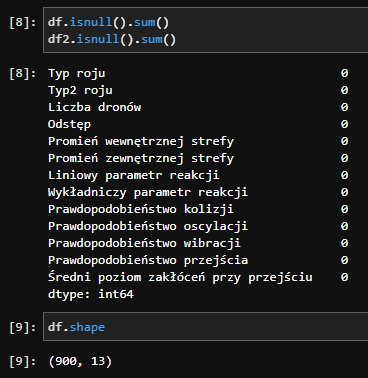 [8]: df.isnull().sum()
df2.isnull().sum()
[8]: Typ roju 0
Typ2 roju 0
Liczba dronów 0
Odstęp 0
Promień wewnętrznej strefy 0
Promień zewnętrznej strefy 0
Liniowy parametr reakcji 0
Wykładniczy parametr reakcji 0
Prawdopodobieństwo kolizji 0
Prawdopodobieństwo oscylacji 0
Prawdopodobieństwo wibracji 0
Prawdopodobieństwo przejścia 0
Średni poziom zakłóceń przy przejściu 0
dtype: int64
[9]: df.shape
[9]: (900, 13)